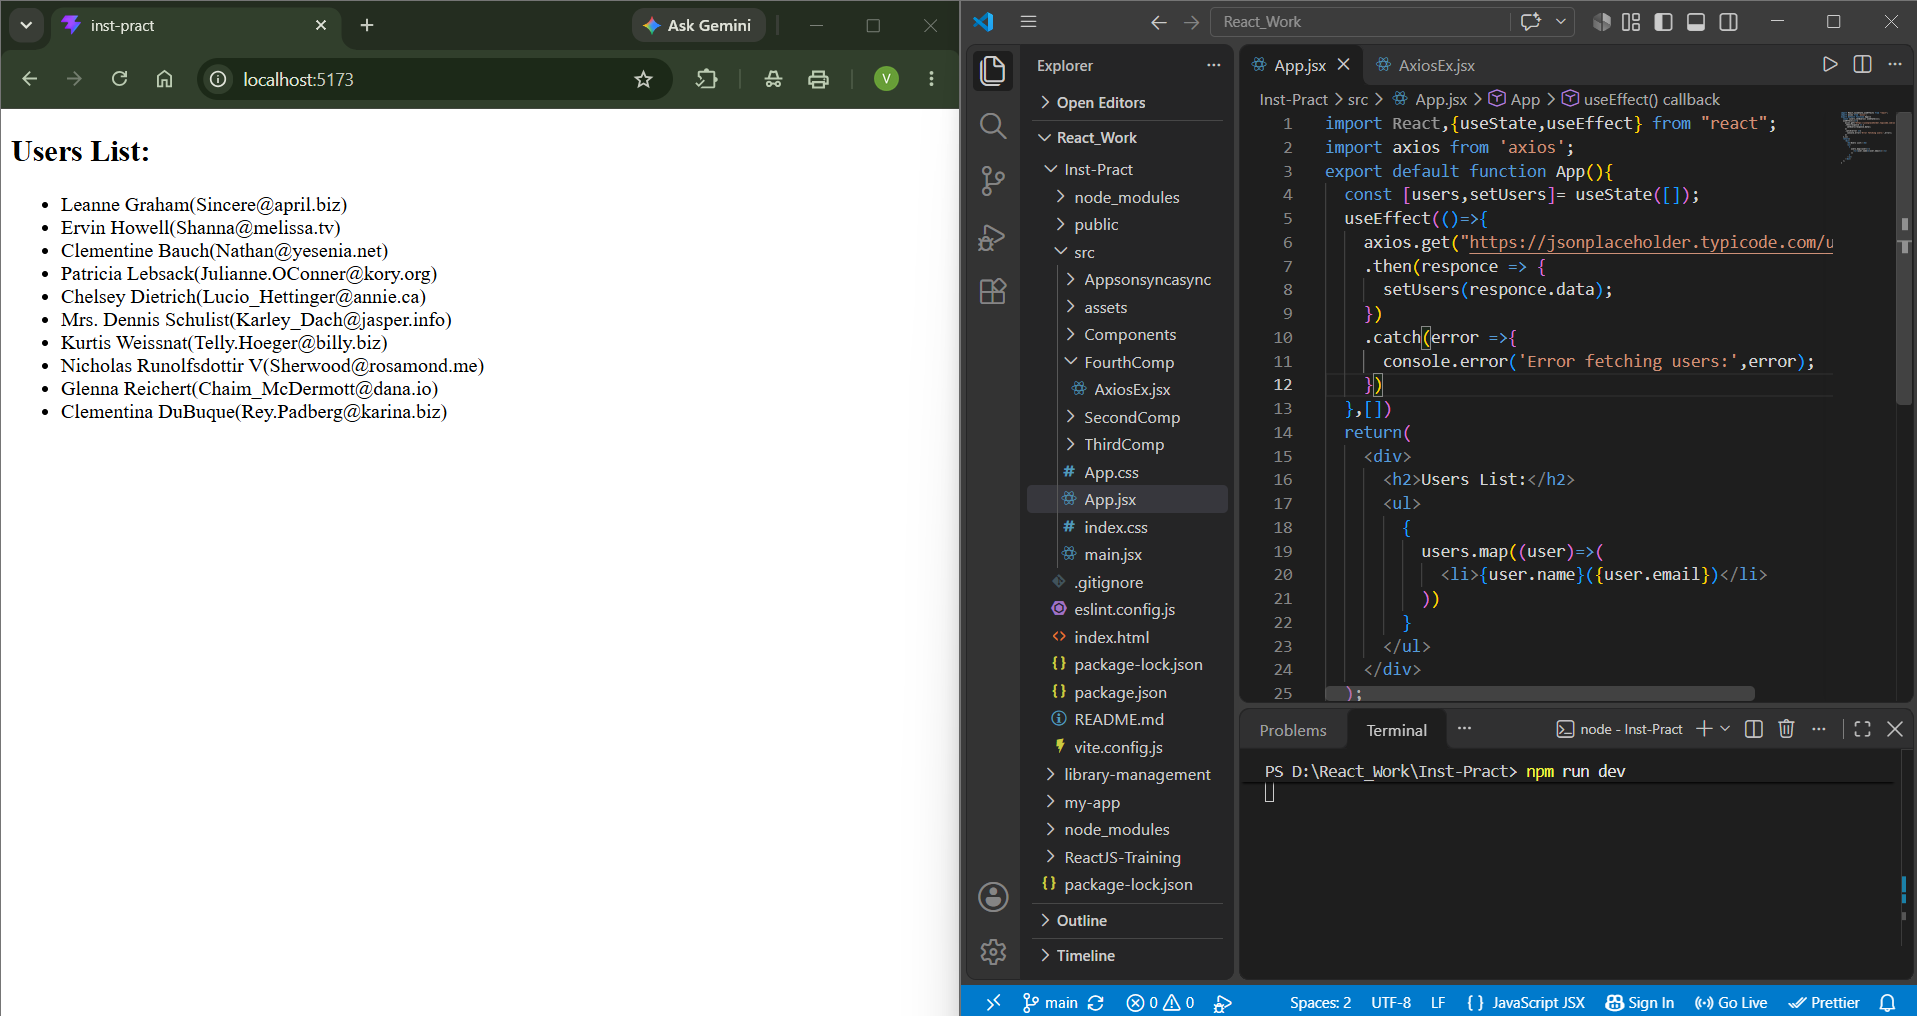 inst-pract
Ask Gemini
localhost:5173
V
Users List:
Leanne Graham(Sincere@april.biz)
Ervin Howell(Shanna@melissa.tv)
Clementine Bauch(Nathan@yesenia.net)
Patricia Lebsack(Julianne.OConner@kory.org)
Chelsey Dietrich(Lucio_Hettinger@annie.ca)
Mrs. Dennis Schulist(Karley_Dach@jasper.info)
Kurtis Weissnat(Telly.Hoeger@billy.biz)
Nicholas Runolfsdottir V(Sherwood@rosamond.me)
Glenna Reichert(Chaim_McDermott@dana.io)
Clementina DuBuque(Rey.Padberg@karina.biz)
React_Work
Explorer
Open Editors
React_Work
Inst-Pract
node_modules
public
src
Appsonsyncasync
assets
Components
FourthComp
AxiosEx.jsx
SecondComp
ThirdComp
App.css
App.jsx
index.css
main.jsx
.gitignore
eslint.config.js
index.html
package-lock.json
package.json
README.md
vite.config.js
library-management
my-app
node_modules
ReactJS-Training
package-lock.json
Outline
Timeline
App.jsx
AxiosEx.jsx
Inst-Pract > src > App.jsx > App > useEffect() callback
1 import React,{useState,useEffect} from "react";
2 import axios from 'axios';
3 export default function App(){
4 const [users,setUsers]= useState([]);
5 useEffect(()=>{
6 axios.get("https://jsonplaceholder.typicode.com/u
7 .then(responce => {
8 setUsers(responce.data);
9 })
10 .catch(error =>{
11 console.error('Error fetching users:',error);
12 })
13 },[])
14 return(
15 <div>
16 <h2>Users List:</h2>
17 <ul>
18 {
19 users.map((user)=>(
20 <li>{user.name}({user.email})</li>
21 ))
22 }
23 </ul>
24 </div>
25 );
Problems
Terminal
node - Inst-Pract
PS D:\React_Work\Inst-Pract> npm run dev
main
0
0
Spaces: 2
UTF-8
LF
{ } JavaScript JSX
Sign In
Go Live
Prettier